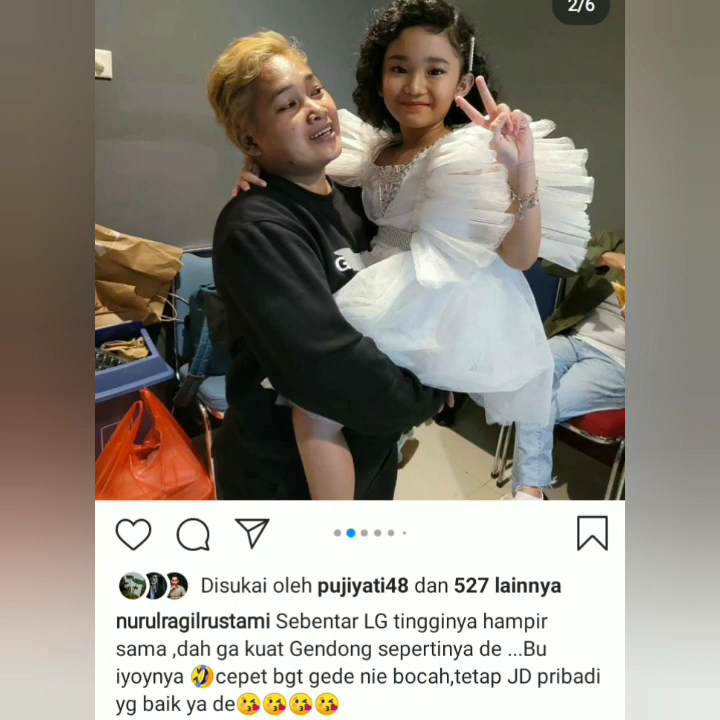 2/6
G
Disukai oleh pujiyati48 dan 527 lainnya
nurulragilrustami Sebentar LG tingginya hampir
sama ,dah ga kuat Gendong sepertinya de ...Bu
iyoynya 🤣cepet bgt gede nie bocah,tetap JD pribadi
yg baik ya de😘😘😘😘